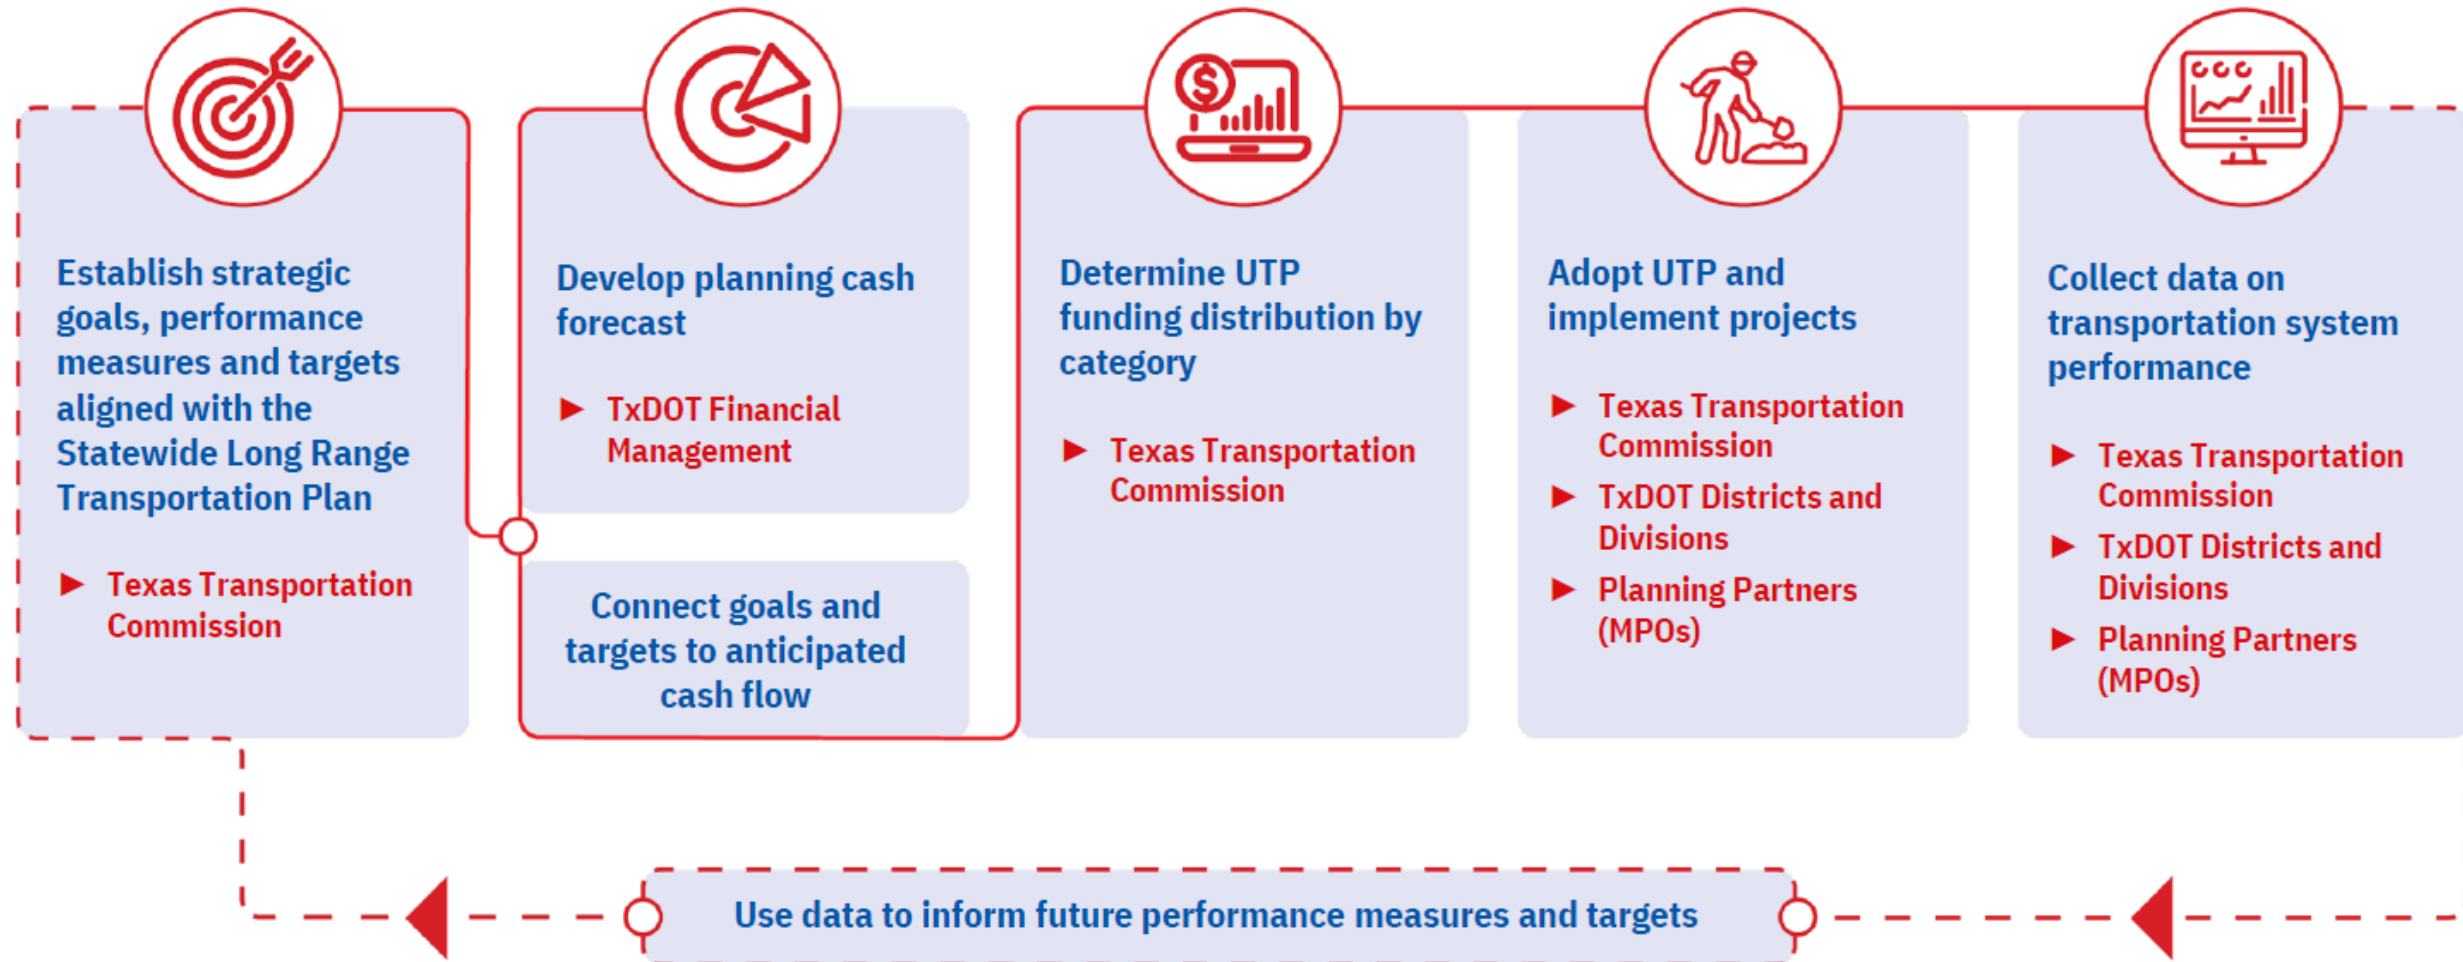 Establish strategic
goals, performance
measures and targets
aligned with the
Statewide Long Range
Transportation Plan
► Texas Transportation
Commission
Develop planning cash
forecast
► TxDOT Financial
Management
Connect goals and
targets to anticipated
cash flow
$
Determine UTP
funding distribution by
category
► Texas Transportation
Commission
Adopt UTP and
implement projects
► Texas Transportation
Commission
► TxDOT Districts and
Divisions
► Planning Partners
(MPOs)
Collect data on
transportation system
performance
► Texas Transportation
Commission
► TxDOT Districts and
Divisions
► Planning Partners
(MPOs)
Use data to inform future performance measures and targets